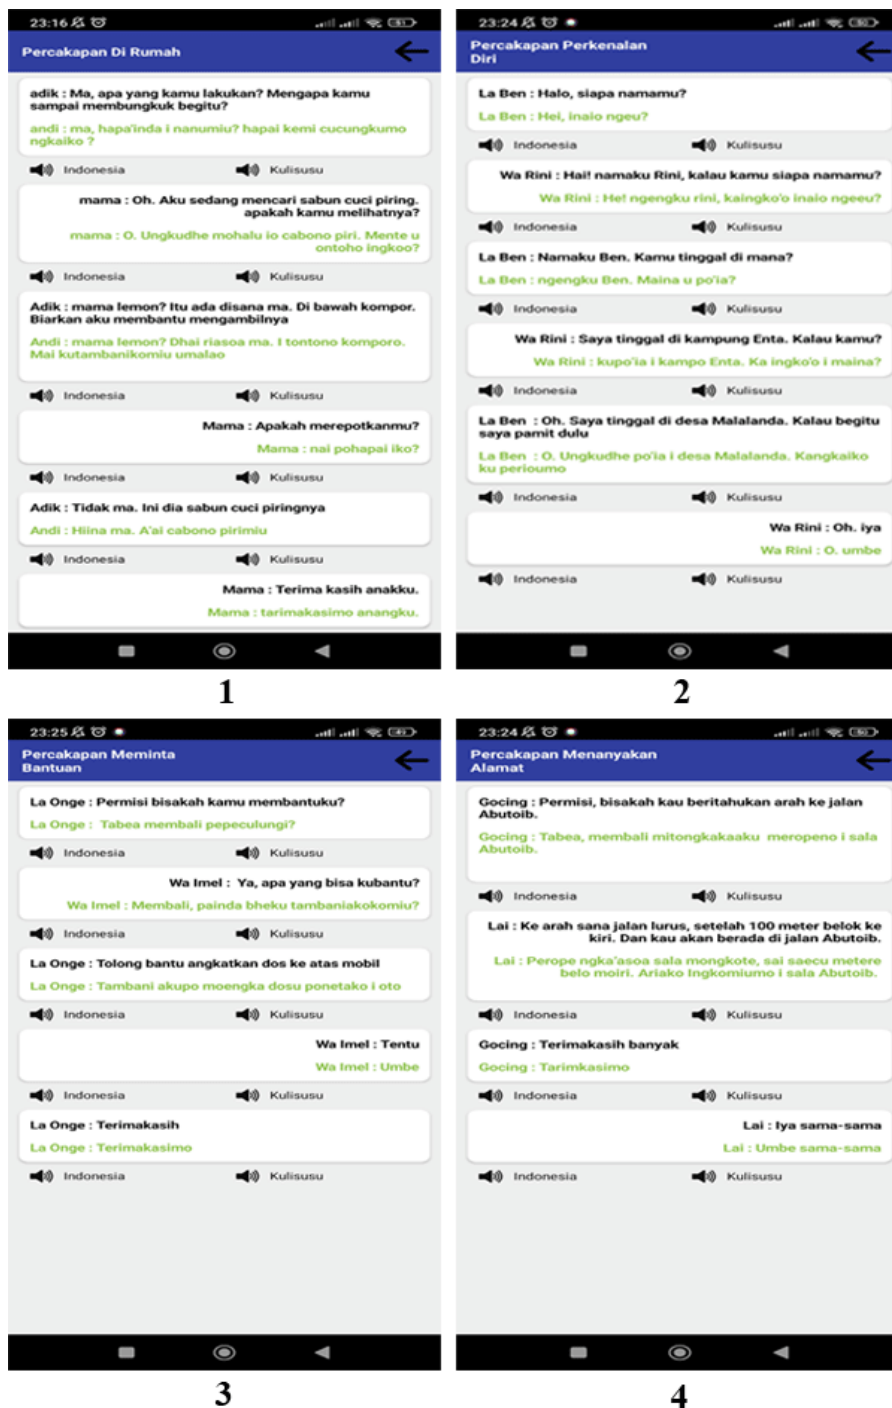 23:16
51
Percakapan Di Rumah
adik : Ma, apa yang kamu lakukan? Mengapa kamu
sampai membungkuk begitu?
andi : ma, hapa'inda i nanumiu? hapai kemi cucungkumo
ngkaiko ?
Indonesia Kulisusu
mama : Oh. Aku sedang mencari sabun cuci piring.
apakah kamu melihatnya?
mama : O. Ungkudhe mohalu io cabono piri. Mente u
ontoho ingkoo?
Indonesia Kulisusu
Adik : mama lemon? Itu ada disana ma. Di bawah kompor.
Biarkan aku membantu mengambilnya
Andi : mama lemon? Dhai riasoa ma. I tontono komporo.
Mai kutambanikomiu umalao
Indonesia Kulisusu
Mama : Apakah merepotkanmu?
Mama : nai pohapai iko?
Indonesia Kulisusu
Adik : Tidak ma. Ini dia sabun cuci piringnya
Andi : Hiina ma. A'ai cabono pirimiu
Indonesia Kulisusu
Mama : Terima kasih anakku.
Mama : tarimakasimo anangku.
1
23:24
50
Percakapan Perkenalan
Diri
La Ben : Halo, siapa namamu?
La Ben : Hei, inaio ngeu?
Indonesia Kulisusu
Wa Rini : Hai! namaku Rini, kalau kamu siapa namamu?
Wa Rini : He! ngengku rini, kaingko'o inaio ngeeu?
Indonesia Kulisusu
La Ben : Namaku Ben. Kamu tinggal di mana?
La Ben : ngengku Ben. Maina u po'ia?
Indonesia Kulisusu
Wa Rini : Saya tinggal di kampung Enta. Kalau kamu?
Wa Rini : kupo'ia i kampo Enta. Ka ingko'o i maina?
Indonesia Kulisusu
La Ben : Oh. Saya tinggal di desa Malalanda. Kalau begitu
saya pamit dulu
La Ben : O. Ungkudhe po'ia i desa Malalanda. Kangkaiko
ku perioumo
Indonesia Kulisusu
Wa Rini : Oh. iya
Wa Rini : O. umbe
Indonesia Kulisusu
2
23:25
Percakapan Meminta
Bantuan
La Onge : Permisi bisakah kamu membantuku?
La Onge : Tabea membali pepeculungi?
Indonesia Kulisusu
Wa Imel : Ya, apa yang bisa kubantu?
Wa Imel : Membali, painda bheku tambaniakokomiu?
Indonesia Kulisusu
La Onge : Tolong bantu angkatkan dos ke atas mobil
La Onge : Tambani akupo moengka dosu ponetako i oto
Indonesia Kulisusu
Wa Imel : Tentu
Wa Imel : Umbe
Indonesia Kulisusu
La Onge : Terimakasih
La Onge : Terimakasimo
Indonesia Kulisusu
3
23:24
Percakapan Menanyakan
Alamat
Gocing : Permisi, bisakah kau beritahukan arah ke jalan
Abutoib.
Gocing : Tabea, membali mitongkakaaku meropeno i sala
Abutoib.
Indonesia Kulisusu
Lai : Ke arah sana jalan lurus, setelah 100 meter belok ke
kiri. Dan kau akan berada di jalan Abutoib.
Lai : Perope ngka'asoa sala mongkote, sai saecu metere
belo moiri. Ariako Ingkomiumo i sala Abutoib.
Indonesia Kulisusu
Gocing : Terimakasih banyak
Gocing : Tarimkasimo
Indonesia Kulisusu
Lai : Iya sama-sama
Lai : Umbe sama-sama
Indonesia Kulisusu
4